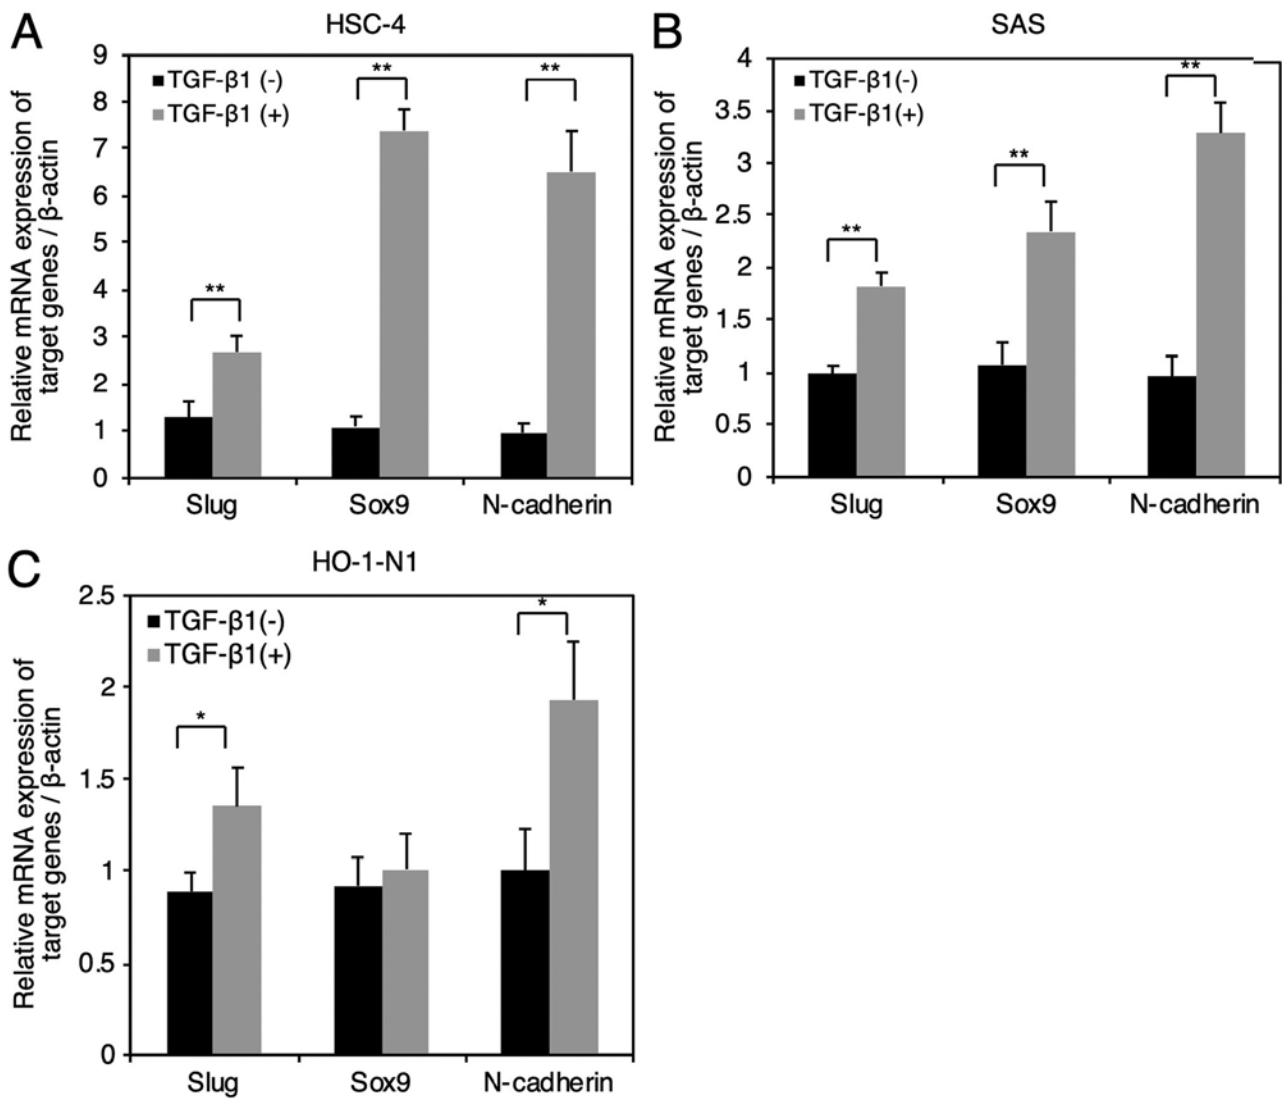 A
HSC-4
Relative mRNA expression of
target genes / β-actin
9
8
7
6
5
4
3
2
1
0
TGF-β1 (-)
TGF-β1 (+)
**
**
**
Slug
Sox9
N-cadherin
B
SAS
Relative mRNA expression of
target genes / β-actin
4
3.5
3
2.5
2
1.5
1
0.5
0
TGF-β1(-)
TGF-β1(+)
**
**
**
Slug
Sox9
N-cadherin
C
HO-1-N1
Relative mRNA expression of
target genes / β-actin
2.5
2
1.5
1
0.5
0
TGF-β1(-)
TGF-β1(+)
*
*
Slug
Sox9
N-cadherin